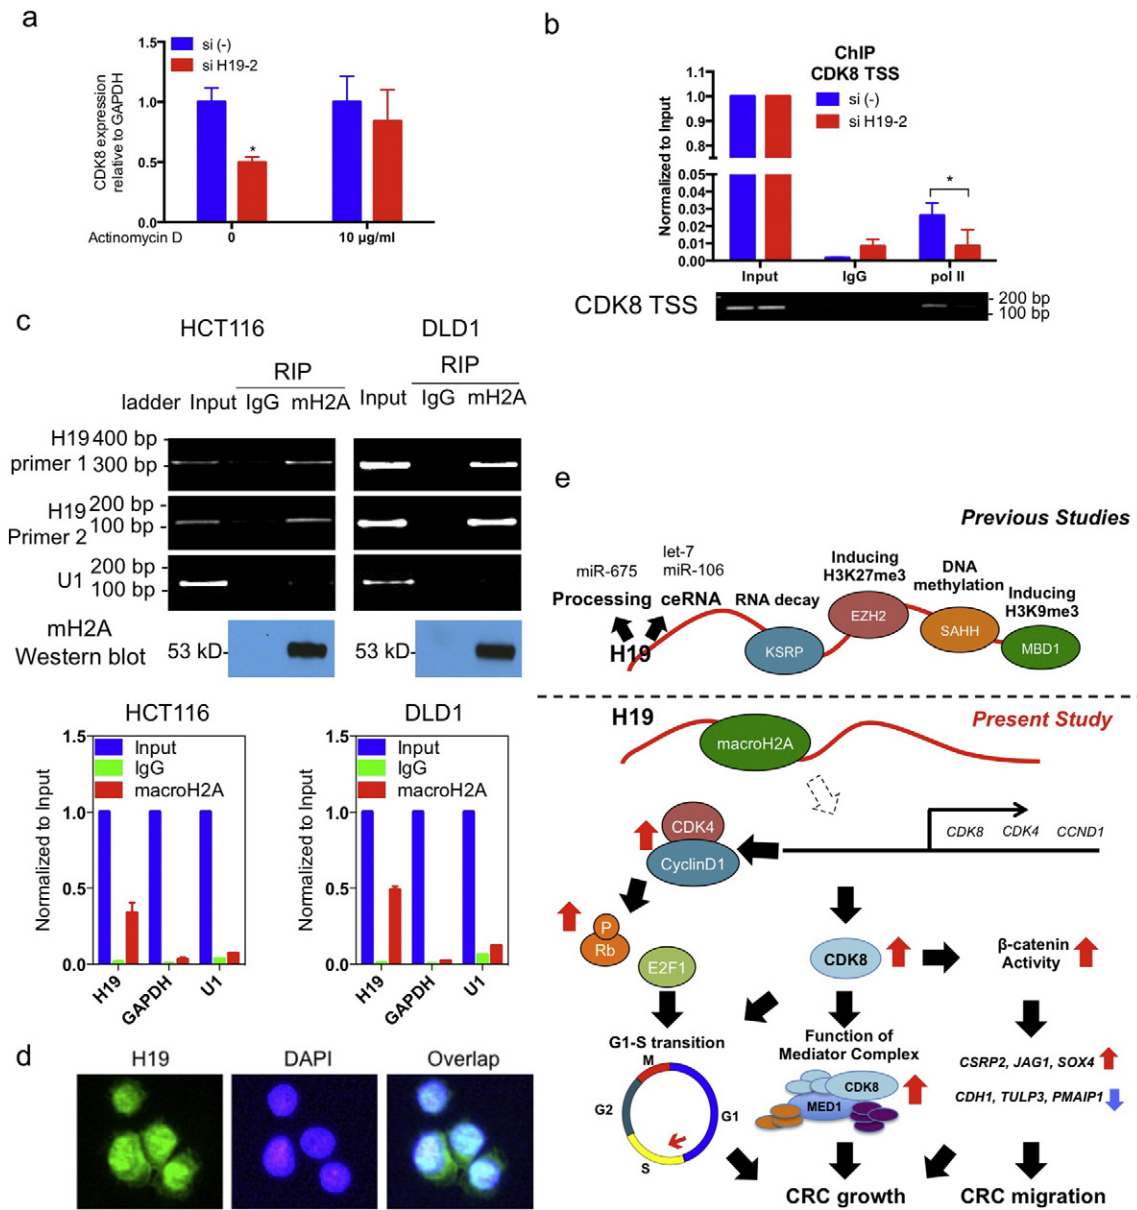 a
CDK8 expression
relative to GAPDH
1.5
1.0
0.5
0.0
si (-)
si H19-2
*
Actinomycin D
0
10 µg/ml
b
ChIP
CDK8 TSS
Normalized to Input
1.1
1.0
0.9
0.8
0.05
0.04
0.03
0.02
0.01
0.00
si (-)
si H19-2
*
Input
IgG
pol II
CDK8 TSS
- 200 bp
- 100 bp
c
HCT116
DLD1
RIP
RIP
ladder Input IgG mH2A
Input IgG mH2A
H19
primer 1
400 bp -
300 bp -
H19
Primer 2
200 bp -
100 bp -
U1
200 bp -
100 bp -
mH2A
Western blot
53 kD-
53 kD-
HCT116
Normalized to Input
1.5
1.0
0.5
0.0
Input
IgG
macroH2A
H19
GAPDH
U1
DLD1
Normalized to Input
1.5
1.0
0.5
0.0
Input
IgG
macroH2A
H19
GAPDH
U1
d
H19
DAPI
Overlap
e
Previous Studies
miR-675
let-7
miR-106
Processing
ceRNA
RNA decay
Inducing
H3K27me3
DNA
methylation
Inducing
H3K9me3
H19
KSRP
EZH2
SAHH
MBD1
H19
Present Study
macroH2A
CDK4
CyclinD1
CDK8
CDK4
CCND1
P
Rb
E2F1
CDK8
β-catenin
Activity
G1-S transition
M
G2
G1
S
Function of
Mediator Complex
CDK8
MED1
CSRP2, JAG1, SOX4
CDH1, TULP3, PMAIP1
CRC growth
CRC migration